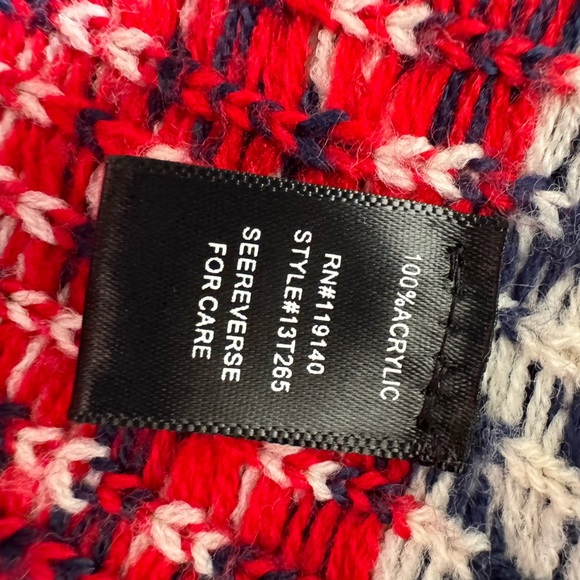 100%ACRYLIC
RN#119140
STYLE#13T265
SEEREVERSE
FOR CARE